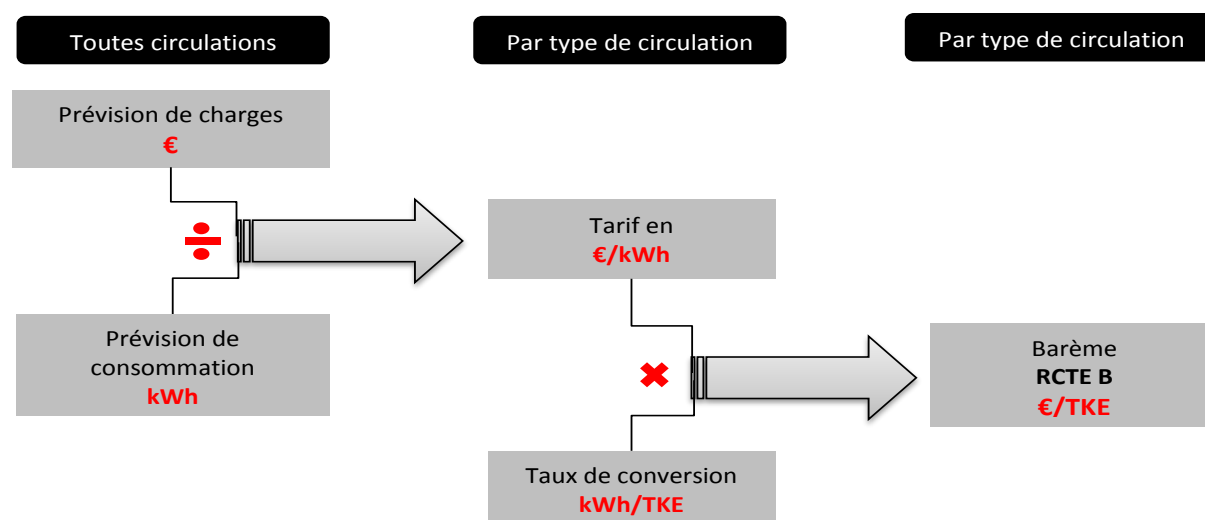 Toutes circulations
Par type de circulation
Par type de circulation
Prévision de charges
€
Prévision de
consommation
kWh
Tarif en
€/kWh
Taux de conversion
kWh/TKE
Barème
RCTE B
€/TKE